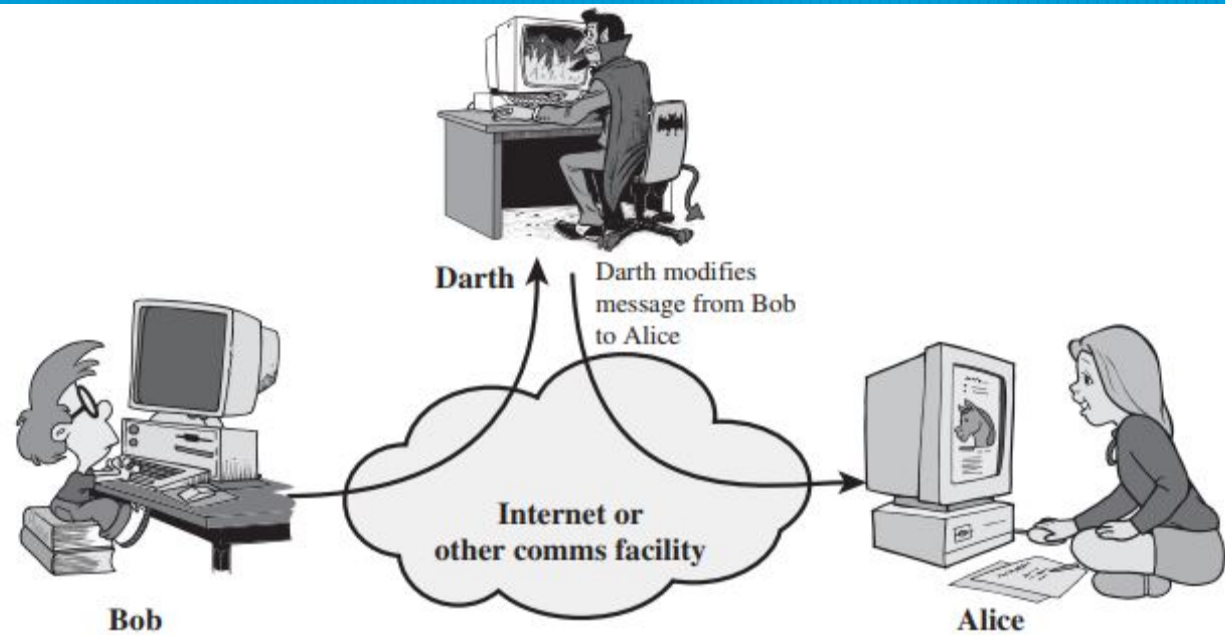 Darth
Darth modifies
message from Bob
to Alice
Internet or
other comms facility
Bob
Alice